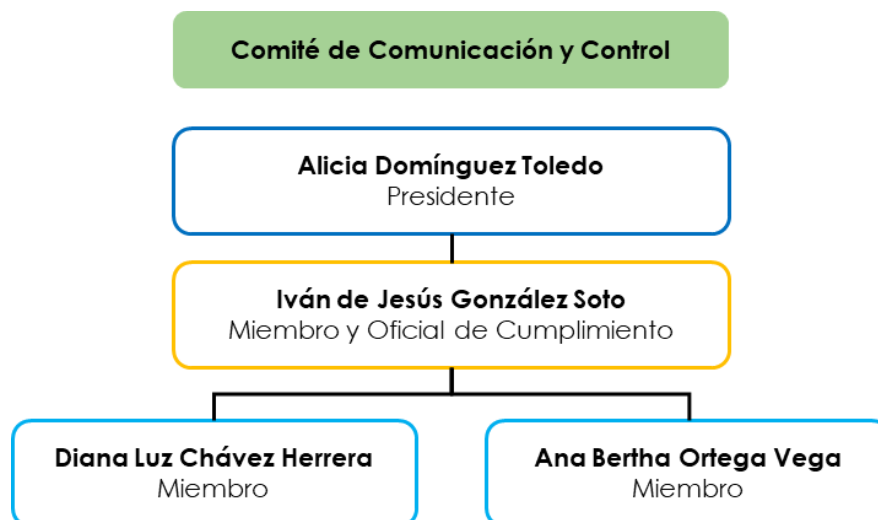 Comité de Comunicación y Control
Alicia Domínguez Toledo
Presidente
Iván de Jesús González Soto
Miembro y Oficial de Cumplimiento
Diana Luz Chávez Herrera
Miembro
Ana Bertha Ortega Vega
Miembro